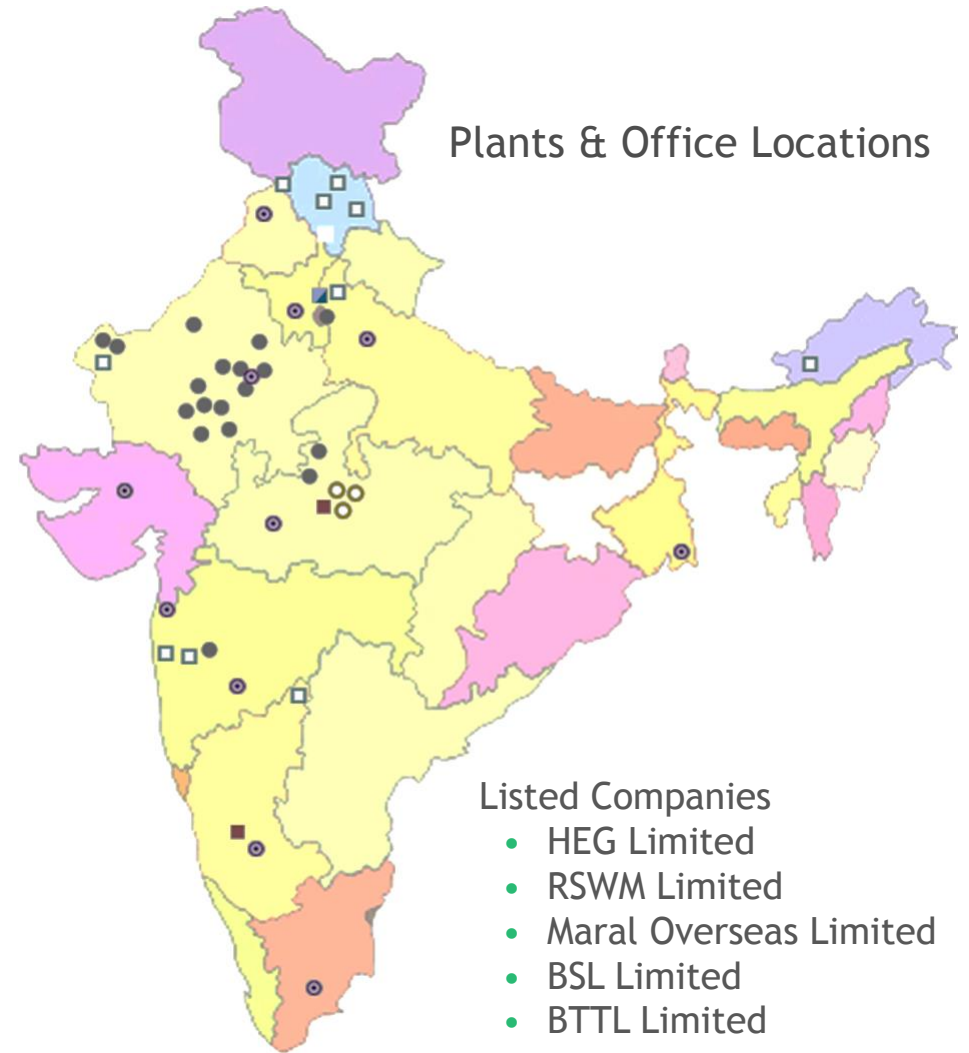 Plants & Office Locations
Listed Companies
• HEG Limited
• RSWM Limited
• Maral Overseas Limited
• BSL Limited
• BTTL Limited